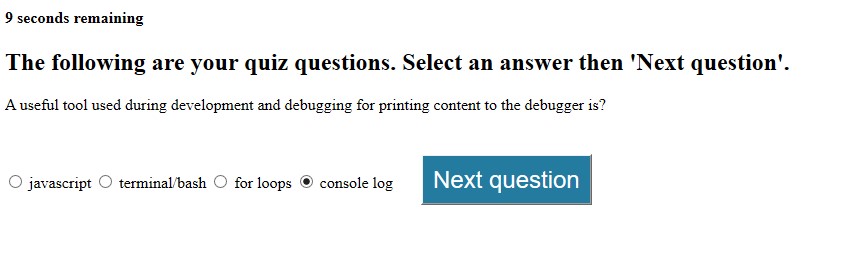 9 seconds remaining
The following are your quiz questions. Select an answer then 'Next question'.
A useful tool used during development and debugging for printing content to the debugger is?
javascript terminal/bash for loops console log Next question